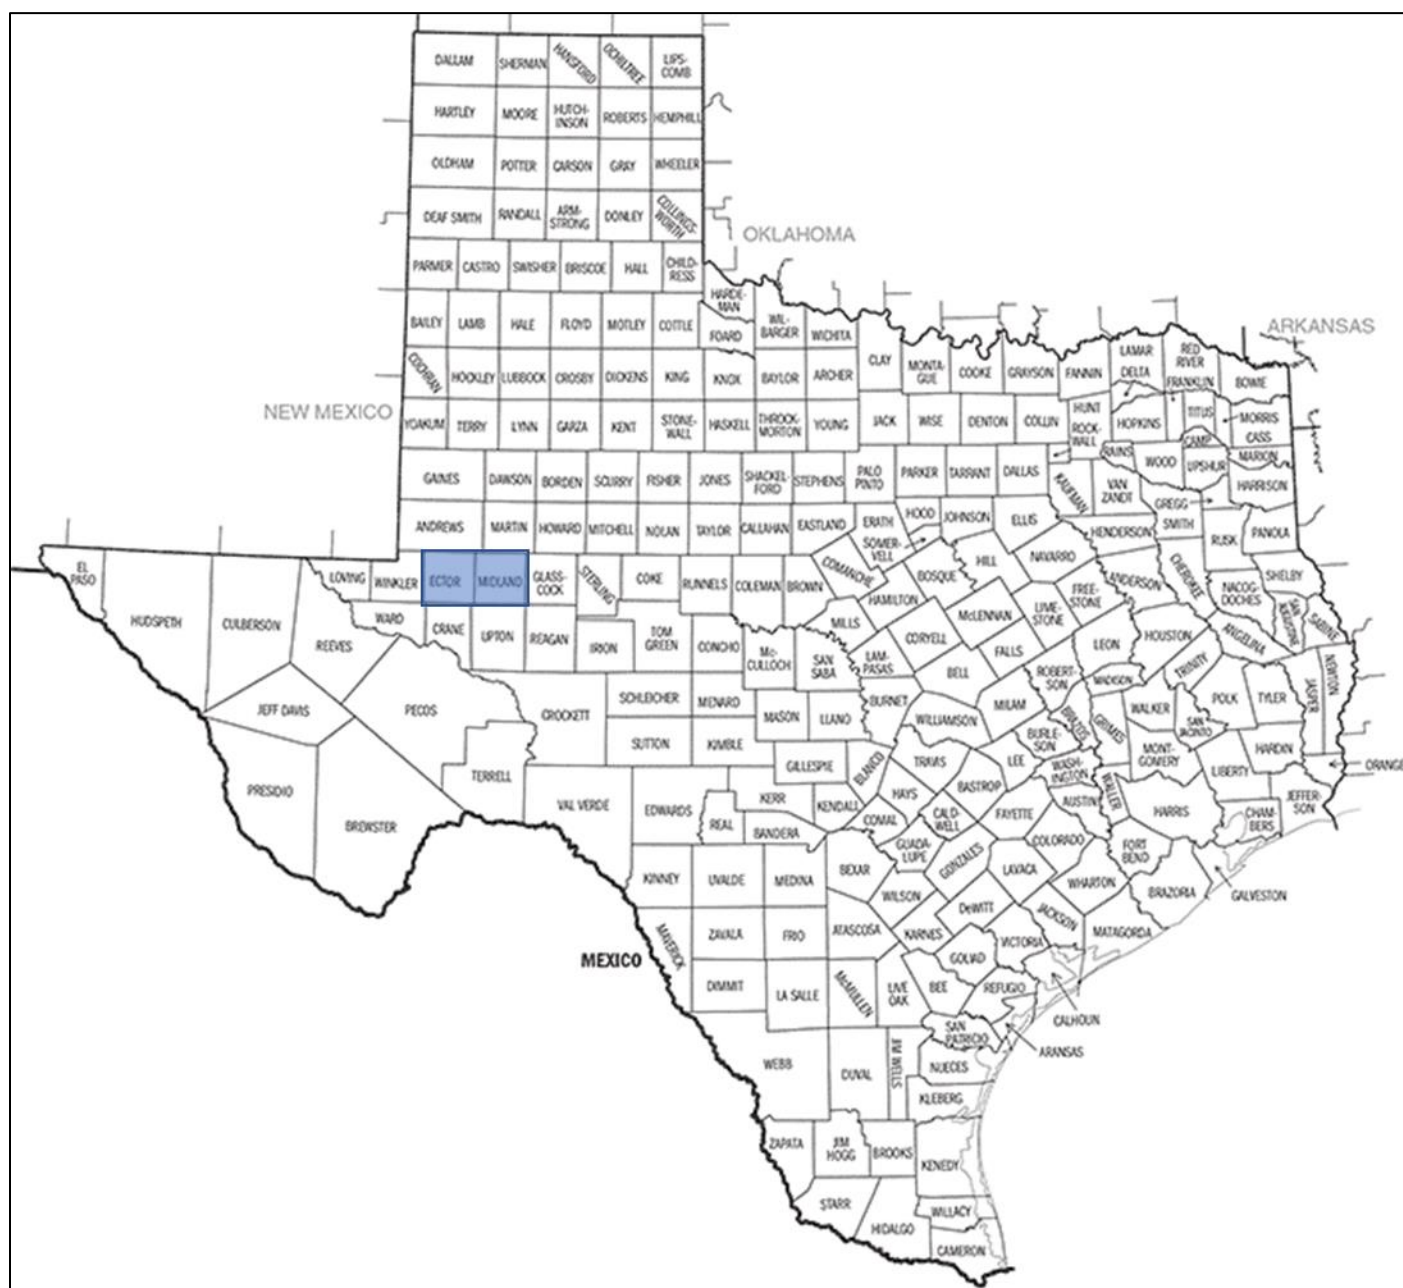 DALLAM
SHERMAN
HANSFORD
OCHILTREE
LIPS-
COMB
HARTLEY
MOORE
HUTCH-
INSON
ROBERTS
HEMPHILL
OLDHAM
POTTER
CARSON
GRAY
WHEELER
DEAF SMITH
RANDALL
ARM-
STRONG
DONLEY
COLLINGS-
WORTH
OKLAHOMA
PARMER
CASTRO
SWISHER
BRISCOE
HALL
CHILD-
RESS
HARDE-
MAN
BAILEY
LAMB
HALE
FLOYD
MOTLEY
COTTLE
FOARD
WIL-
BARGER
WICHITA
ARKANSAS
COCHRAN
HOCKLEY
LUBBOCK
CROSBY
DICKENS
KING
KNOX
BAYLOR
ARCHER
CLAY
MONTA-
GUE
COOKE
GRAYSON
FANNIN
LAMAR
DELTA
RED
RIVER
FRANKLIN
BOWIE
NEW MEXICO
YOAKUM
TERRY
LYNN
GARZA
KENT
STONE-
WALL
HASKELL
THROCK-
MORTON
YOUNG
JACK
WISE
DENTON
COLLIN
HUNT
ROCK-
WALL
HOPKINS
TITUS
MORRIS
CASS
CAMP
MARION
GAINES
DAWSON
BORDEN
SCURRY
FISHER
JONES
SHACKEL-
FORD
STEPHENS
PALO
PINTO
PARKER
TARRANT
DALLAS
KAUFMAN
RAINS
VAN
ZANDT
WOOD
UPSHUR
GREGG
HARRISON
ANDREWS
MARTIN
HOWARD
MITCHELL
NOLAN
TAYLOR
CALLAHAN
EASTLAND
ERATH
HOOD
SOMER-
VELL
JOHNSON
ELLIS
HENDERSON
SMITH
RUSK
PANOLA
EL
PASO
HUDSPETH
CULBERSON
LOVING
WINKLER
ECTOR
MIDLAND
GLASS-
COCK
STERLING
COKE
RUNNELS
COLEMAN
BROWN
COMANCHE
BOSQUE
HILL
NAVARRO
ANDERSON
CHEROKEE
NACOG-
DOCHES
SHELBY
SAN
AUGUSTINE
SABINE
REEVES
WARD
CRANE
UPTON
REAGAN
IRION
TOM
GREEN
CONCHO
Mc-
CULLOCH
SAN
SABA
MILLS
HAMILTON
LAM-
PASAS
CORYELL
McLENNAN
LIME-
STONE
FREE-
STONE
FALLS
BELL
LEON
HOUSTON
ANGELINA
TRINITY
ROBERT-
SON
MADISON
POLK
TYLER
JASPER
NEWTON
JEFF DAVIS
PECOS
CROCKETT
SCHLEICHER
MENARD
MASON
LLANO
BURNET
WILLIAMSON
MILAM
BRAZOS
GRIMES
WALKER
SAN
JACINTO
HARDIN
ORANGE
PRESIDIO
BREWSTER
TERRELL
SUTTON
KIMBLE
GILLESPIE
BLANCO
TRAVIS
LEE
BURLE-
SON
WASH-
INGTON
MONT-
GOMERY
LIBERTY
JEFFER-
SON
VAL VERDE
EDWARDS
REAL
KERR
BANDERA
KENDALL
HAYS
COMAL
CALD-
WELL
BASTROP
FAYETTE
AUSTIN
WALLER
HARRIS
CHAM-
BERS
KINNEY
UVALDE
MEDINA
BEXAR
GUADA-
LUPE
GONZALES
LAVACA
COLORADO
FORT
BEND
WHARTON
BRAZORIA
GALVESTON
MEXICO
MAVERICK
ZAVALA
FRIO
ATASCOSA
WILSON
KARNES
DeWITT
VICTORIA
JACKSON
MATAGORDA
DIMMIT
LA SALLE
McMULLEN
LIVE
OAK
BEE
GOLIAD
REFUGIO
CALHOUN
ARANSAS
SAN
PATRICIO
WEBB
DUVAL
JIM WELLS
NUECES
KLEBERG
ZAPATA
JIM
HOGG
BROOKS
KENEDY
STARR
HIDALGO
WILLACY
CAMERON